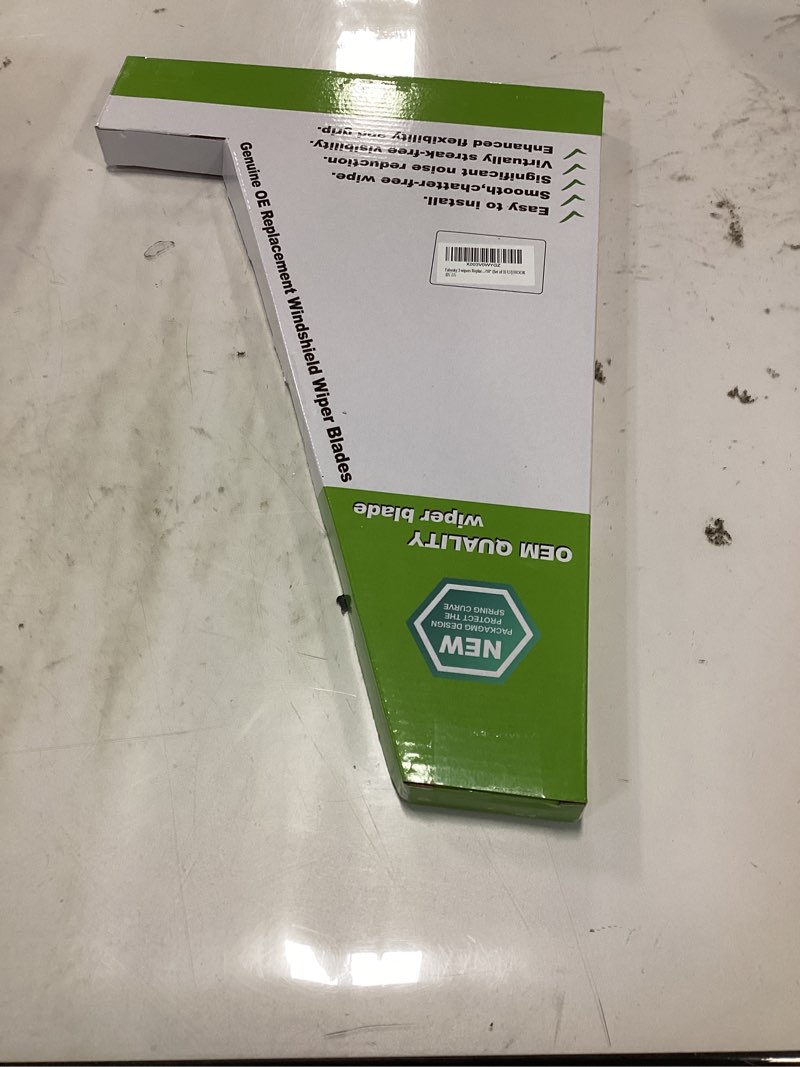 Easy to install.
Smooth,chatter-free wipe.
Significant noise reduction.
Virtually streak-free visibility.
Enhanced flexibility and grip.
Genuine OE Replacement Windshield Wiper Blades
OEM QUALITY
wiper blade
NEW
PACKAGMG DESIGN
PROTECT THE
SPRING CURVE